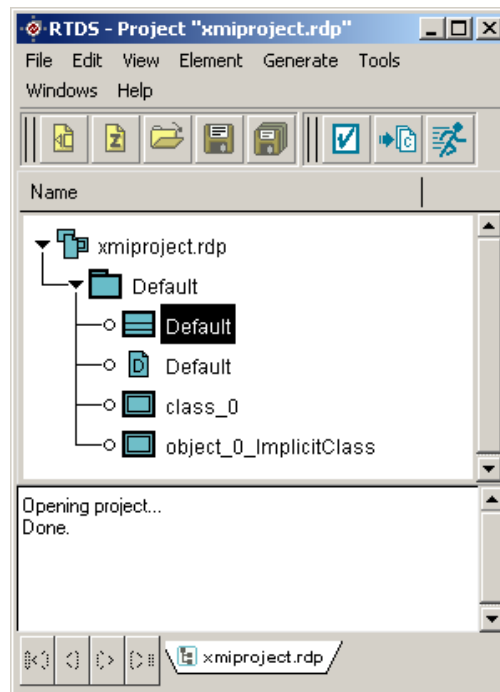 RTDS - Project "xmiproject.rdp"
File Edit View Element Generate Tools
Windows Help
Name
xmiproject.rdp
Default
Default
D Default
class_0
object_0_ImplicitClass
Opening project...
Done.
xmiproject.rdp